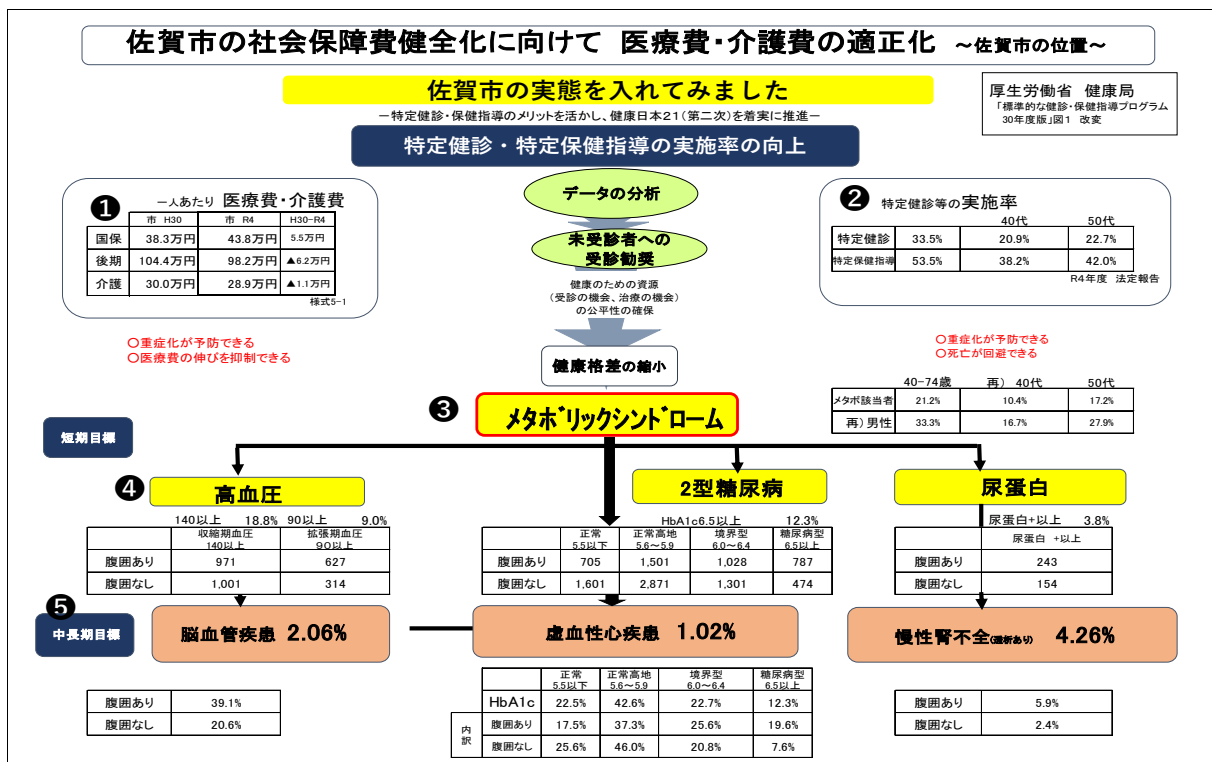 佐賀市の社会保障費健全化に向けて 医療費・介護費の適正化 ～佐賀市の位置～
佐賀市の実態を入れてみました
－特定健診・保健指導のメリットを活かし、健康日本21(第二次)を着実に推進－
厚生労働省 健康局
「標準的な健診・保健指導プログラム
30年度版」図1 改変
特定健診・特定保健指導の実施率の向上
❶ 一人あたり 医療費・介護費
市 H30 市 R4 H30-R4
国保 38.3万円 43.8万円 5.5万円
後期 104.4万円 98.2万円 ▲6.2万円
介護 30.0万円 28.9万円 ▲1.1万円
様式5-1
〇重症化が予防できる
〇医療費の伸びを抑制できる
データの分析
未受診者への
受診勧奨
健康のための資源
(受診の機会、治療の機会)
の公平性の確保
健康格差の縮小
❷ 特定健診等の実施率
40代 50代
特定健診 33.5% 20.9% 22.7%
特定保健指導 53.5% 38.2% 42.0%
R4年度 法定報告
〇重症化が予防できる
〇死亡が回避できる
40-74歳 再） 40代 50代
メタボ該当者 21.2% 10.4% 17.2%
再）男性 33.3% 16.7% 27.9%
❸ メタボリックシンドローム
短期目標
❹ 高血圧
140以上 18.8% 90以上 9.0%
収縮期血圧 140以上 拡張期血圧 90以上
腹囲あり 971 627
腹囲なし 1,001 314
2型糖尿病
HbA1c6.5以上 12.3%
正常 5.5以下 正常高地 5.6～5.9 境界型 6.0～6.4 糖尿病型 6.5以上
腹囲あり 705 1,501 1,028 787
腹囲なし 1,601 2,871 1,301 474
尿蛋白
尿蛋白+以上 3.8%
尿蛋白 +以上
腹囲あり 243
腹囲なし 154
❺
中長期目標
脳血管疾患 2.06%
虚血性心疾患 1.02%
慢性腎不全(透析あり) 4.26%
腹囲あり 39.1%
腹囲なし 20.6%
正常 5.5以下 正常高地 5.6～5.9 境界型 6.0～6.4 糖尿病型 6.5以上
HbA1c 22.5% 42.6% 22.7% 12.3%
内訳 腹囲あり 17.5% 37.3% 25.6% 19.6%
腹囲なし 25.6% 46.0% 20.8% 7.6%
腹囲あり 5.9%
腹囲なし 2.4%